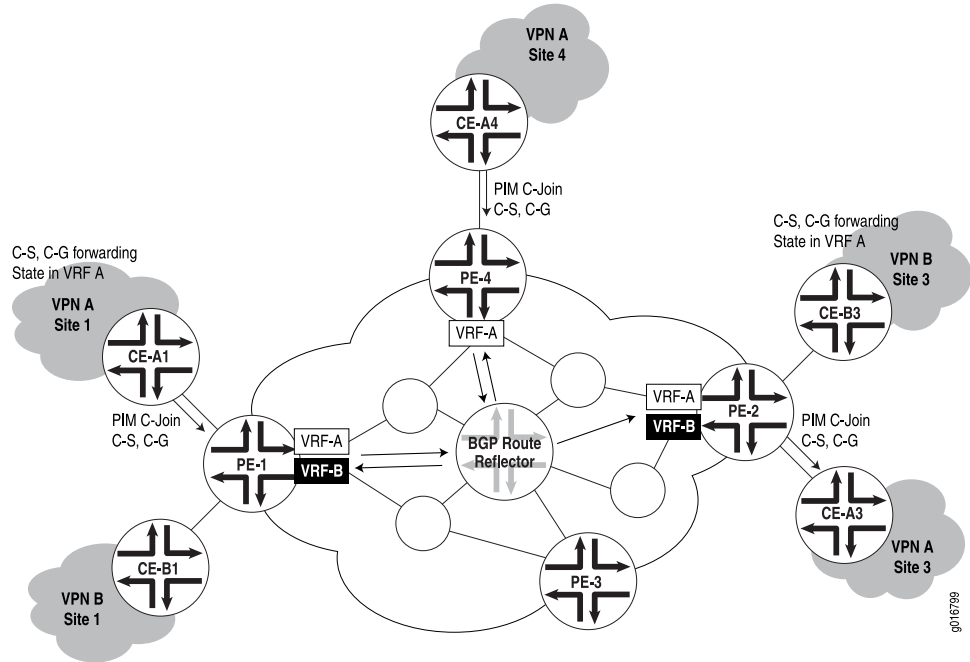 VPN A
Site 4
CE-A4
PIM C-Join
C-S, C-G
C-S, C-G forwarding
State in VRF A
VPN A
Site 1
CE-A1
PIM C-Join
C-S, C-G
PE-4
VRF-A
C-S, C-G forwarding
State in VRF A
VPN B
Site 3
CE-B3
VRF-A
VRF-B
PE-2
PIM C-Join
C-S, C-G
PE-1
VRF-A
VRF-B
BGP Route
Reflector
CE-A3
VPN A
Site 3
CE-B1
VPN B
Site 1
PE-3
g016799